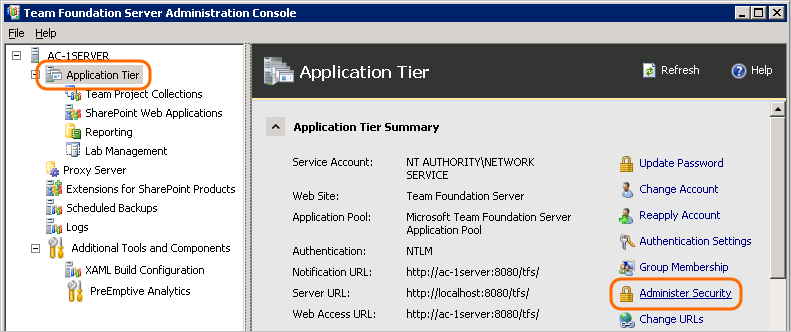 Team Foundation Server Administration Console
File Help
AC-1SERVER
Application Tier
Team Project Collections
SharePoint Web Applications
Reporting
Lab Management
Proxy Server
Extensions for SharePoint Products
Scheduled Backups
Logs
Additional Tools and Components
XAML Build Configuration
PreEmptive Analytics
Application Tier
Refresh
Help
Application Tier Summary
Service Account: NT AUTHORITY\NETWORK
SERVICE
Web Site: Team Foundation Server
Application Pool: Microsoft Team Foundation Server
Application Pool
Authentication: NTLM
Notification URL: http://ac-1server:8080/tfs/
Server URL: http://localhost:8080/tfs/
Web Access URL: http://ac-1server:8080/tfs/
Update Password
Change Account
Reapply Account
Authentication Settings
Group Membership
Administer Security
Change URLs